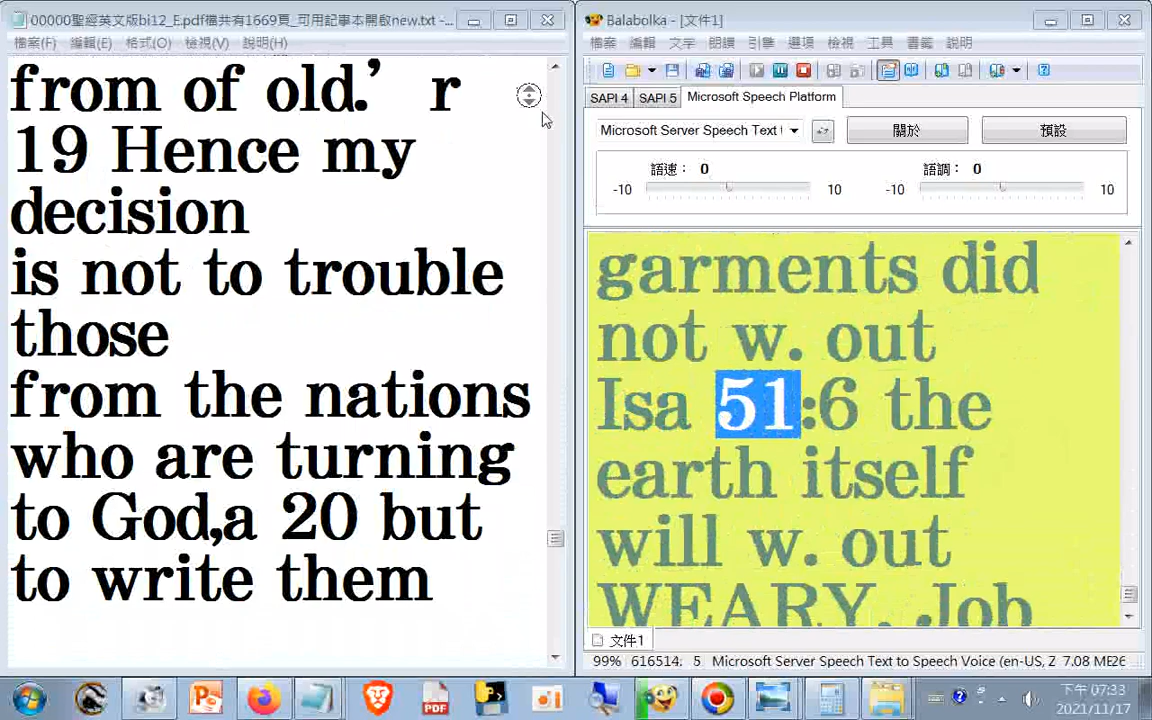 00000聖經英文版bi12_E.pdf檔共有1669頁_可用記事本開啟new.txt -...
檔案(F) 編輯(E) 格式(O) 檢視(V) 說明(H)
from of old.’ r
19 Hence my
decision
is not to trouble
those
from the nations
who are turning
to God,a 20 but
to write them
Balabolka - [文件1]
檔案 編輯 文字 朗讀 引擎 選項 檢視 工具 書籤 說明
SAPI 4 SAPI 5 Microsoft Speech Platform
Microsoft Server Speech Text 關於 預設
語速： 0 語調： 0
-10 10 -10 10
garments did
not w. out
Isa 51:6 the
earth itself
will w. out
WEARY, Job
文件1
99% 616514. 5 Microsoft Server Speech Text to Speech Voice (en-US, Z 7.08 ME26
PDF
下午 07:33
2021/11/17